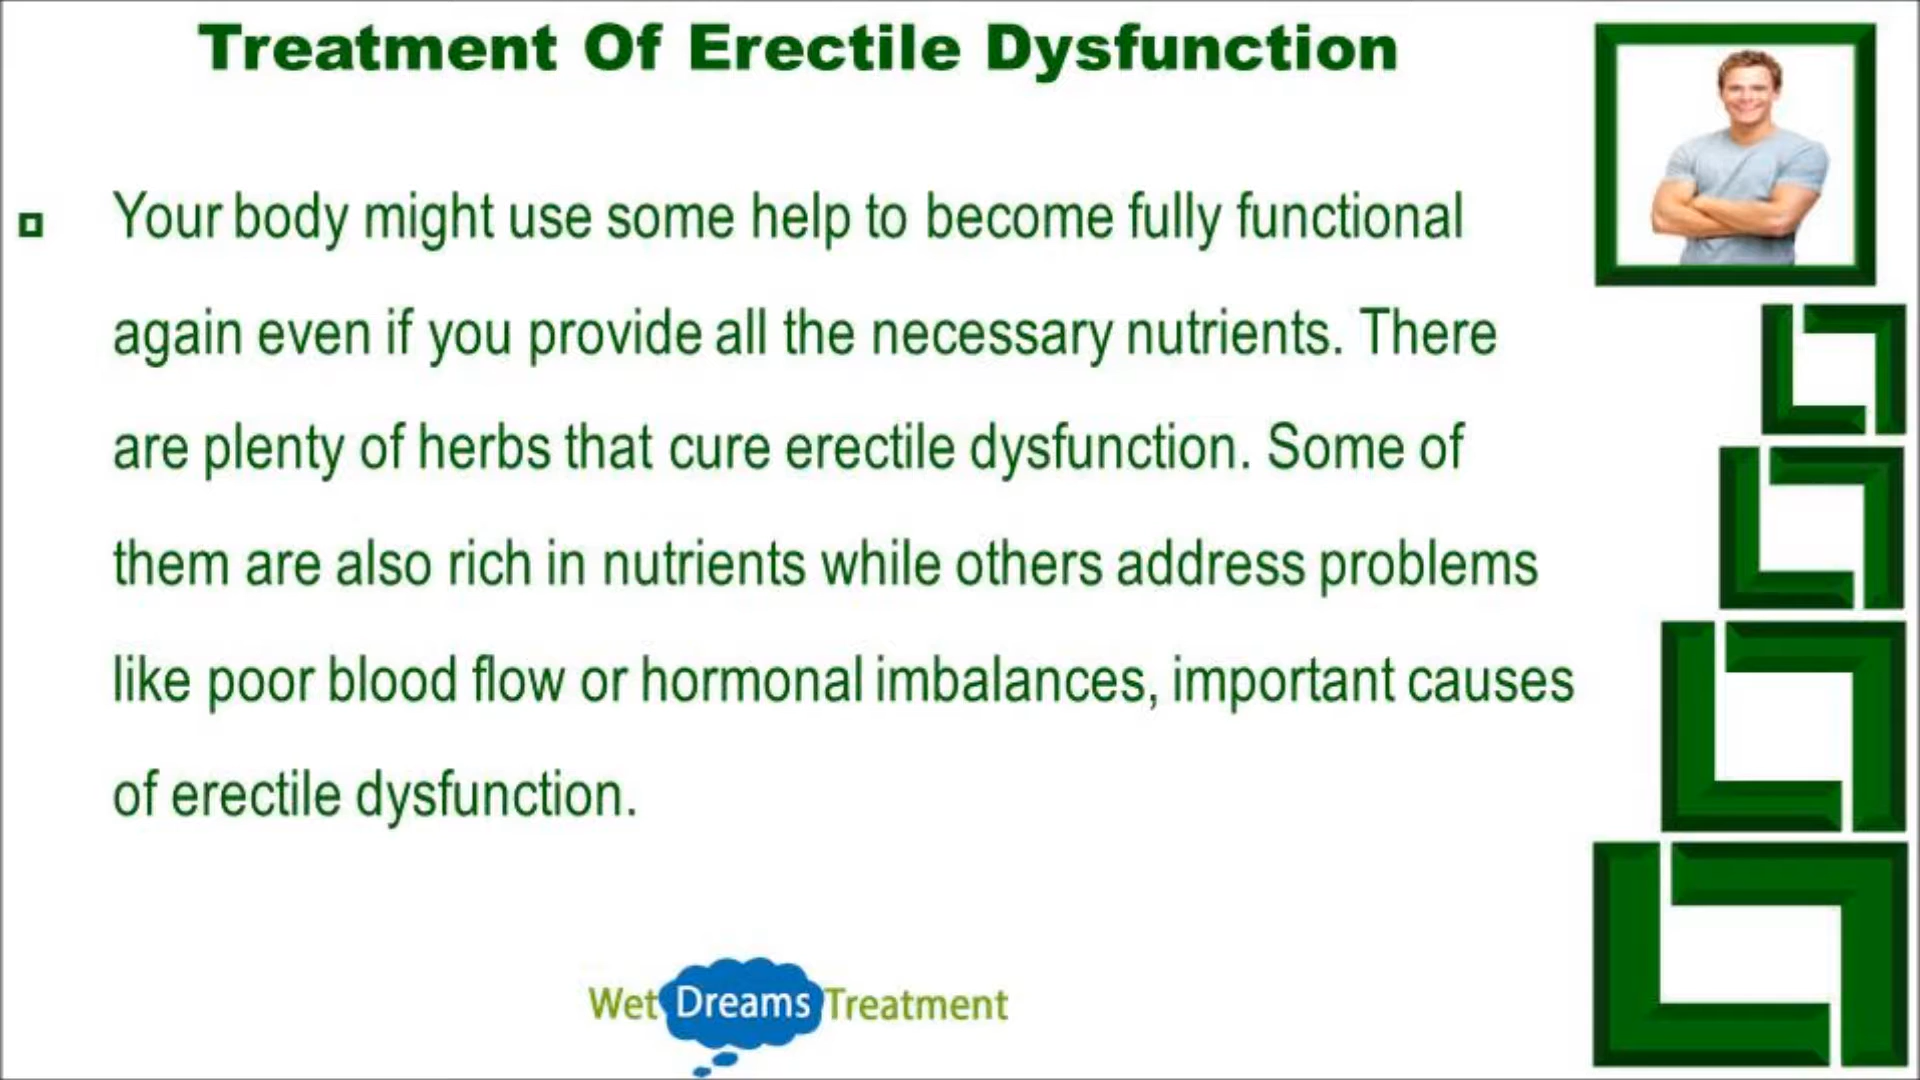 Treatment Of Erectile Dysfunction
Your body might use some help to become fully functional
again even if you provide all the necessary nutrients. There
are plenty of herbs that cure erectile dysfunction. Some of
them are also rich in nutrients while others address problems
like poor blood flow or hormonal imbalances, important causes
of erectile dysfunction.
Wet Dreams Treatment